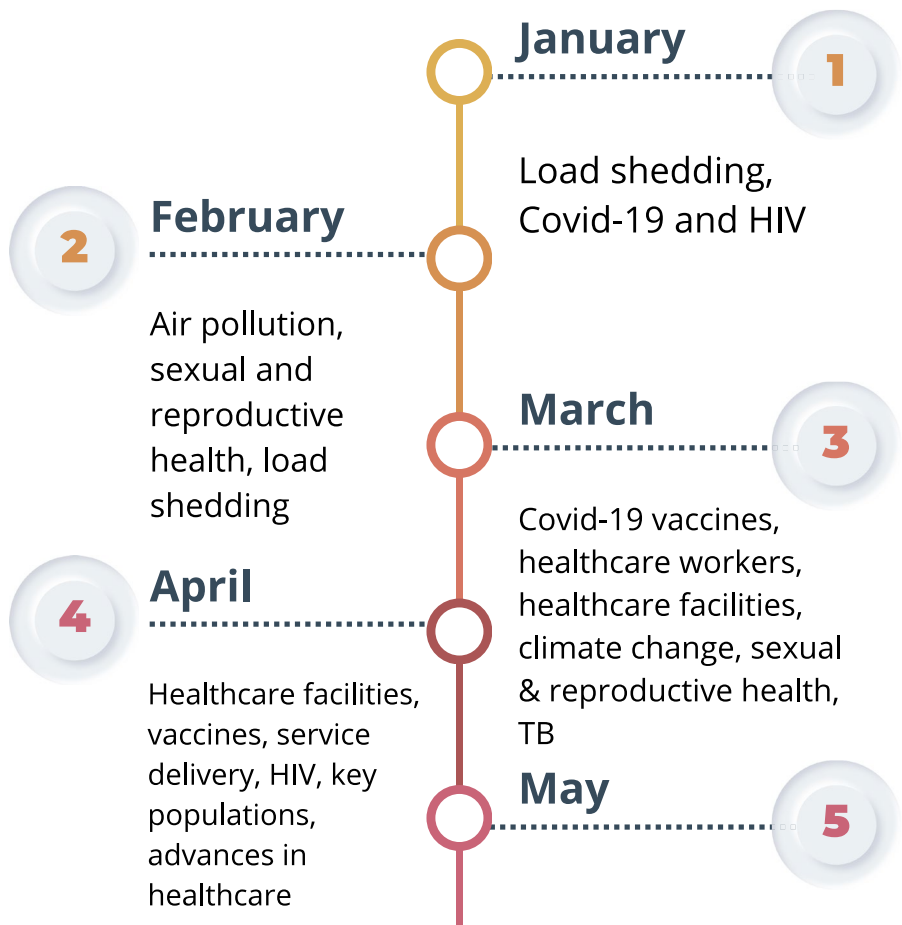 January
1
Load shedding,
Covid-19 and HIV
2
February
Air pollution,
sexual and
reproductive
health, load
shedding
March
3
Covid-19 vaccines,
healthcare workers,
healthcare facilities,
climate change, sexual
& reproductive health,
TB
4
April
Healthcare facilities,
vaccines, service
delivery, HIV, key
populations,
advances in
healthcare
May
5